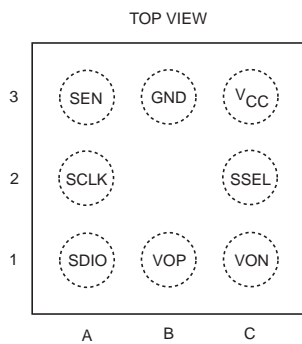 TOP VIEW
3 SEN GND VCC
2 SCLK SSEL
1 SDIO VOP VON
A B C